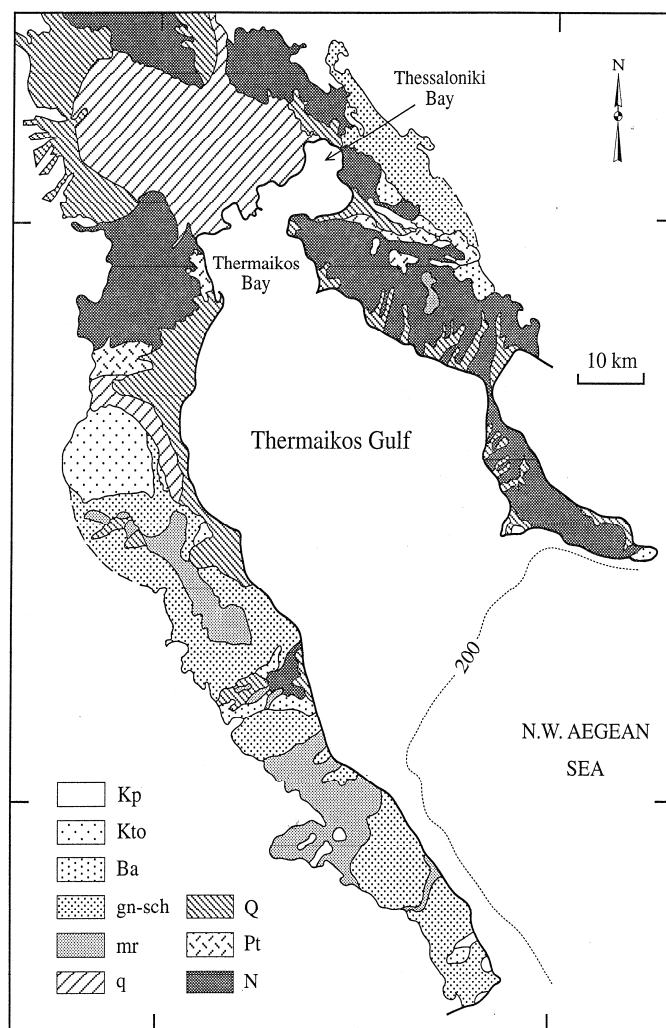 Thessaloniki
Bay
N
Thermaikos
Bay
10 km
Thermaikos Gulf
200
N.W. AEGEAN
SEA
Kp
Kto
Ba
gn-sch
mr
q
Q
Pt
N